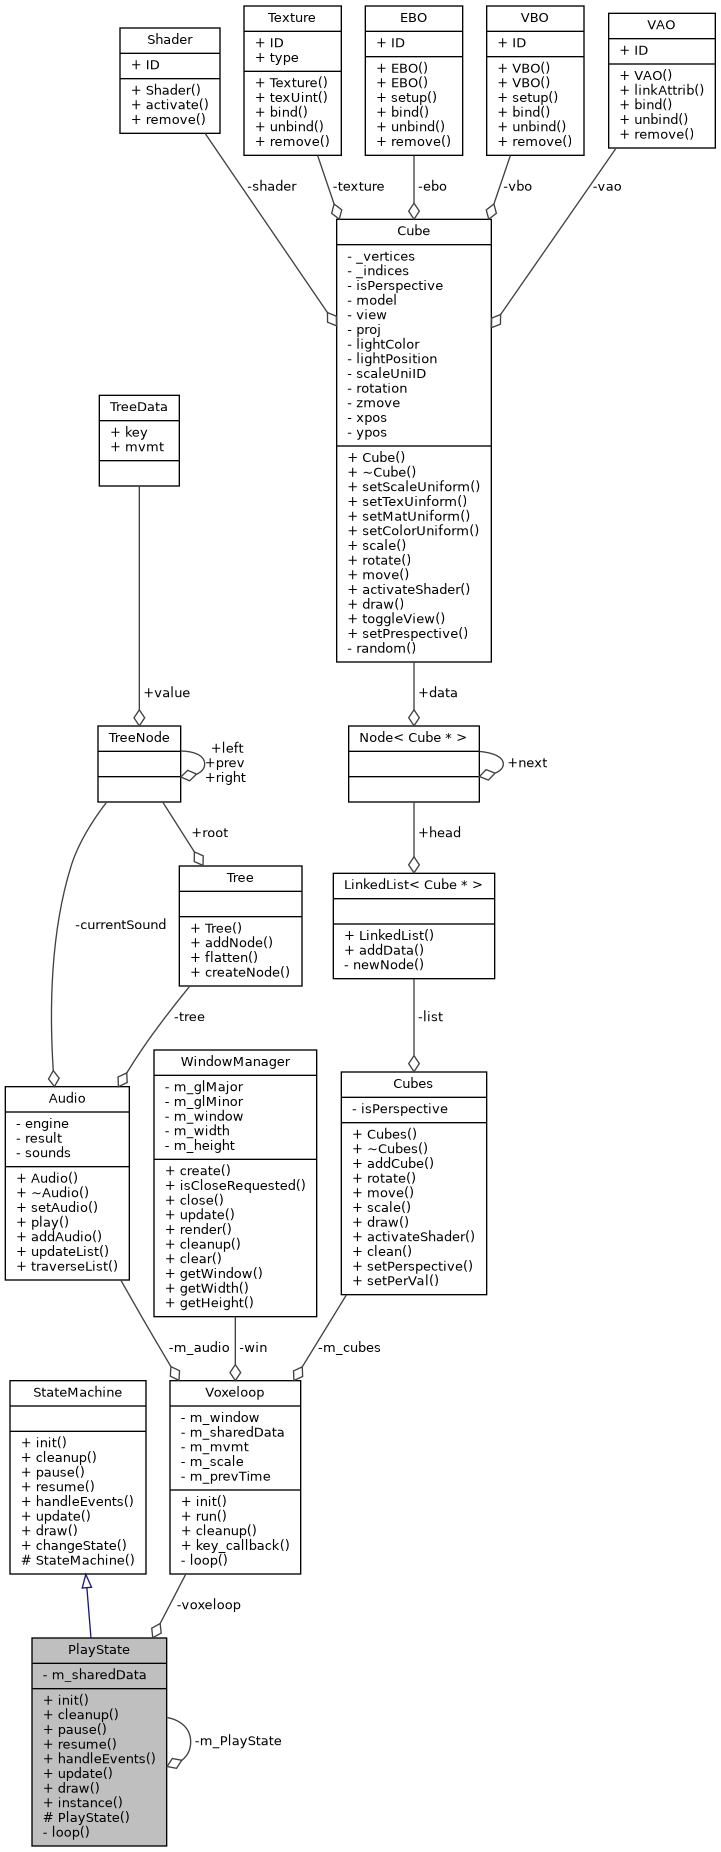 Shader
+ ID
+ Shader()
+ activate()
+ remove()
Texture
+ ID
+ type
+ Texture()
+ texUint()
+ bind()
+ unbind()
+ remove()
EBO
+ ID
+ EBO()
+ EBO()
+ setup()
+ bind()
+ unbind()
+ remove()
VBO
+ ID
+ VBO()
+ VBO()
+ setup()
+ bind()
+ unbind()
+ remove()
VAO
+ ID
+ VAO()
+ linkAttrib()
+ bind()
+ unbind()
+ remove()
-shader
-texture
-ebo
-vbo
-vao
Cube
- _vertices
- _indices
- isPerspective
- model
- view
- proj
- lightColor
- lightPosition
- scaleUniID
- rotation
- zmove
- xpos
- ypos
+ Cube()
+ ~Cube()
+ setScaleUniform()
+ setTexUinform()
+ setMatUniform()
+ setColorUniform()
+ scale()
+ rotate()
+ move()
+ activateShader()
+ draw()
+ toggleView()
+ setPrespective()
- random()
TreeData
+ key
+ mvmt
+value
+data
TreeNode
+left
+prev
+right
Node< Cube * >
+next
+root
+head
Tree
+ Tree()
+ addNode()
+ flatten()
+ createNode()
LinkedList< Cube * >
+ LinkedList()
+ addData()
- newNode()
-currentSound
-tree
-list
Audio
- engine
- result
- sounds
+ Audio()
+ ~Audio()
+ setAudio()
+ play()
+ addAudio()
+ updateList()
+ traverseList()
WindowManager
- m_glMajor
- m_glMinor
- m_window
- m_width
- m_height
+ create()
+ isCloseRequested()
+ close()
+ update()
+ render()
+ cleanup()
+ clear()
+ getWindow()
+ getWidth()
+ getHeight()
Cubes
- isPerspective
+ Cubes()
+ ~Cubes()
+ addCube()
+ rotate()
+ move()
+ scale()
+ draw()
+ activateShader()
+ clean()
+ setPerspective()
+ setPerVal()
-m_audio
-win
-m_cubes
StateMachine
+ init()
+ cleanup()
+ pause()
+ resume()
+ handleEvents()
+ update()
+ draw()
+ changeState()
# StateMachine()
Voxeloop
- m_window
- m_sharedData
- m_mvmt
- m_scale
- m_prevTime
+ init()
+ run()
+ cleanup()
+ key_callback()
- loop()
-voxeloop
PlayState
- m_sharedData
+ init()
+ cleanup()
+ pause()
+ resume()
+ handleEvents()
+ update()
+ draw()
+ instance()
# PlayState()
- loop()
-m_PlayState